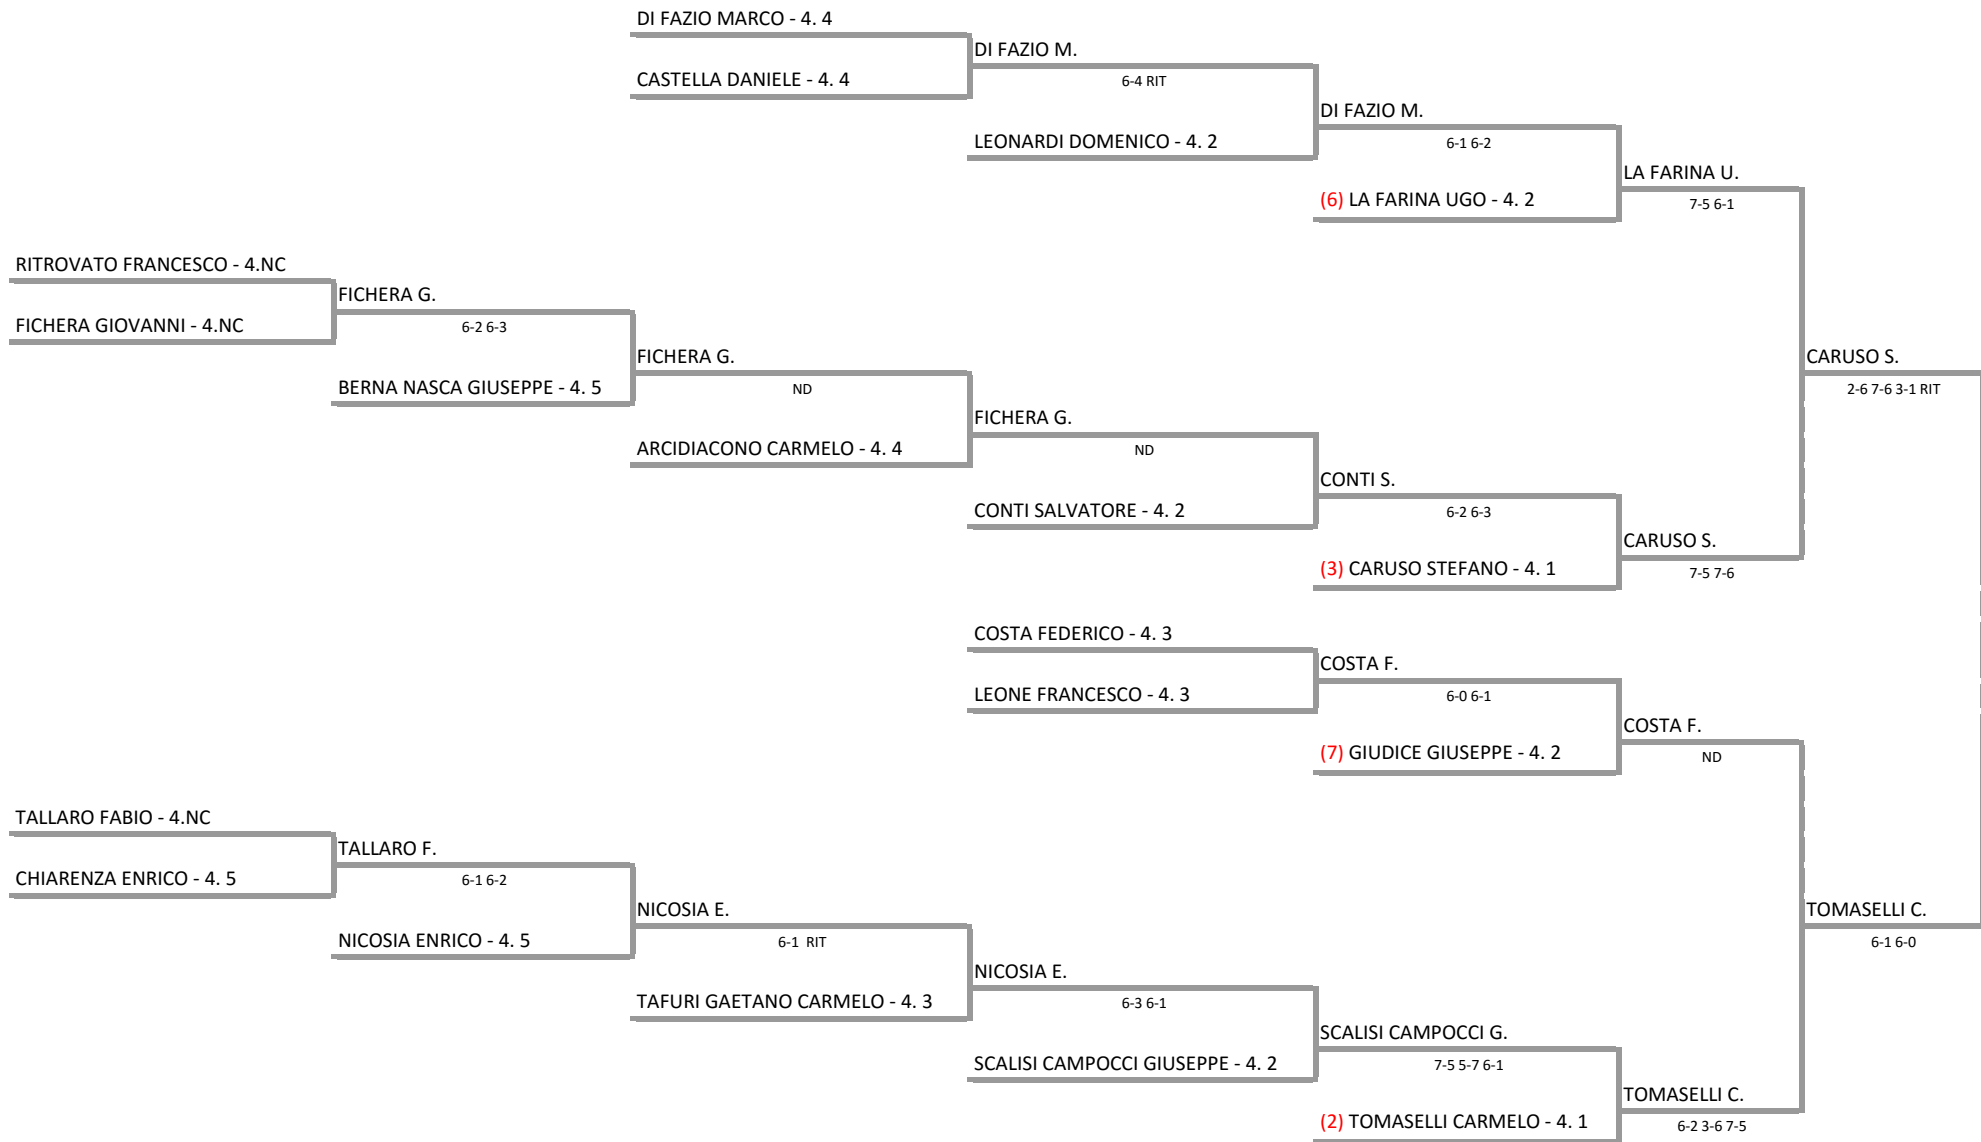 DI FAZIO MARCO - 4. 4
DI FAZIO M.
CASTELLA DANIELE - 4. 4
6-4 RIT
DI FAZIO M.
LEONARDI DOMENICO - 4. 2
6-1 6-2
LA FARINA U.
(6) LA FARINA UGO - 4. 2
7-5 6-1
RITROVATO FRANCESCO - 4.NC
FICHERA G.
FICHERA GIOVANNI - 4.NC
6-2 6-3
FICHERA G.
CARUSO S.
BERNA NASCA GIUSEPPE - 4. 5
ND
2-6 7-6 3-1 RIT
FICHERA G.
ARCIDIACONO CARMELO - 4. 4
ND
CONTI S.
CONTI SALVATORE - 4. 2
6-2 6-3
CARUSO S.
(3) CARUSO STEFANO - 4. 1
7-5 7-6
COSTA FEDERICO - 4. 3
COSTA F.
LEONE FRANCESCO - 4. 3
6-0 6-1
COSTA F.
(7) GIUDICE GIUSEPPE - 4. 2
ND
TALLARO FABIO - 4.NC
TALLARO F.
CHIARENZA ENRICO - 4. 5
6-1 6-2
NICOSIA E.
TOMASELLI C.
NICOSIA ENRICO - 4. 5
6-1 RIT
6-1 6-0
NICOSIA E.
TAFURI GAETANO CARMELO - 4. 3
6-3 6-1
SCALISI CAMPOCCI G.
SCALISI CAMPOCCI GIUSEPPE - 4. 2
7-5 5-7 6-1
TOMASELLI C.
(2) TOMASELLI CARMELO - 4. 1
6-2 3-6 7-5